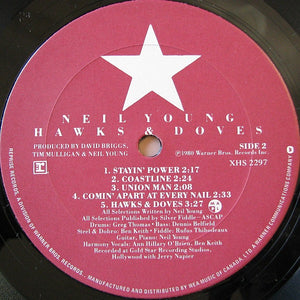 NEIL YOUNG
HAWKS & DOVES
PRODUCED BY DAVID BRIGGS,
TIM MULLIGAN & NEIL YOUNG
SIDE 2
℗1980 Warner Bros. Records Inc.
XHS 2297
1. STAYIN' POWER 2:17
2. COASTLINE 2:24
3. UNION MAN 2:08
4. COMIN' APART AT EVERY NAIL 2:33
5. HAWKS & DOVES 3:27
All Selections Written by Neil Young
All Selections Published by Silver Fiddle—ASCAP
Drums: Greg Thomas · Bass: Dennis Belfield
Steel & Dobro: Ben Keith · Fiddle: Rufus Thibodeaux
Guitar, Piano: Neil Young
Harmony Vocals: Ann Hillary O'Brien, Ben Keith
Recorded at Gold Star Recording Studios,
Hollywood with Jerry Napier
REPRISE RECORDS, A DIVISION OF WARNER BROS. RECORDS INC.
MANUFACTURED AND DISTRIBUTED BY WEA MUSIC OF CANADA, LTD.
A WARNER COMMUNICATIONS COMPANY